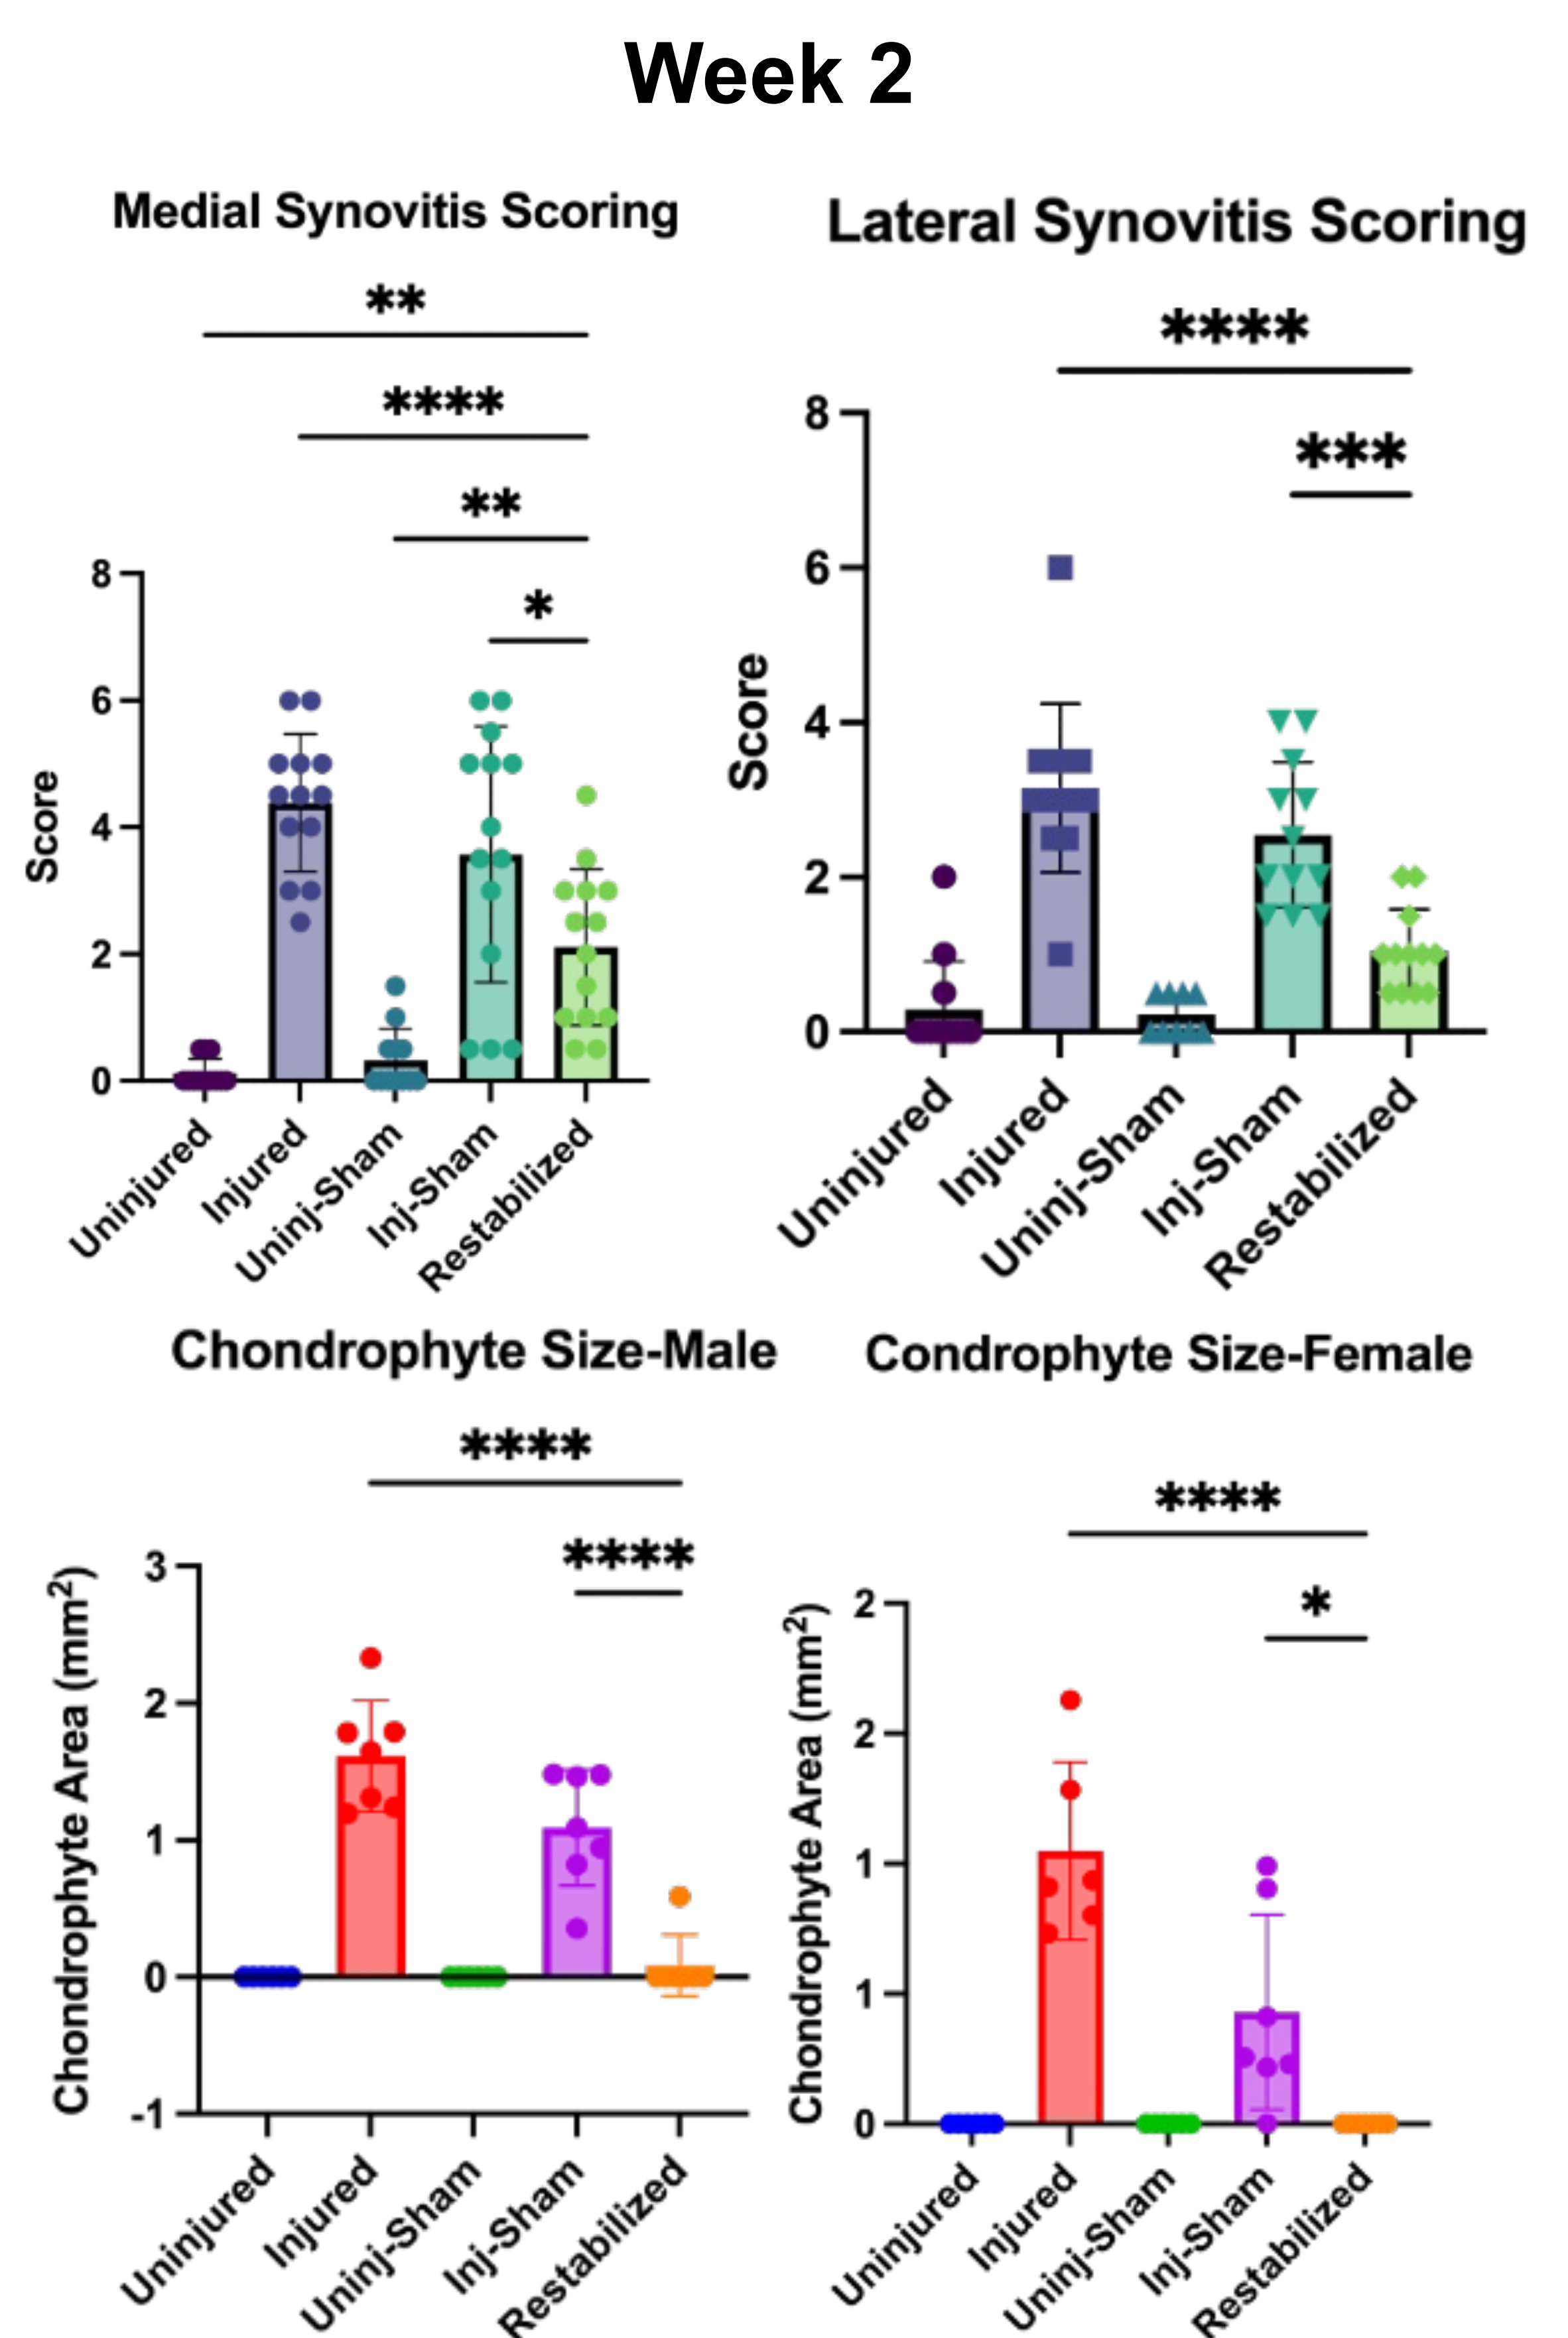 Week 2
Medial Synovitis Scoring
**
****
**
*
8
6
4
2
0
Score
Uninjured
Injured
Uninj-Sham
Inj-Sham
Restabilized
Lateral Synovitis Scoring
****
***
8
6
4
2
0
Score
Uninjured
Injured
Uninj-Sham
Inj-Sham
Restabilized
Chondrophyte Size-Male
****
****
3
2
1
0
-1
Chondrophyte Area (mm²)
Uninjured
Injured
Uninj-Sham
Inj-Sham
Restabilized
Condrophyte Size-Female
****
*
2
2
1
1
0
Chondrophyte Area (mm²)
Uninjured
Injured
Uninj-Sham
Inj-Sham
Restabilized